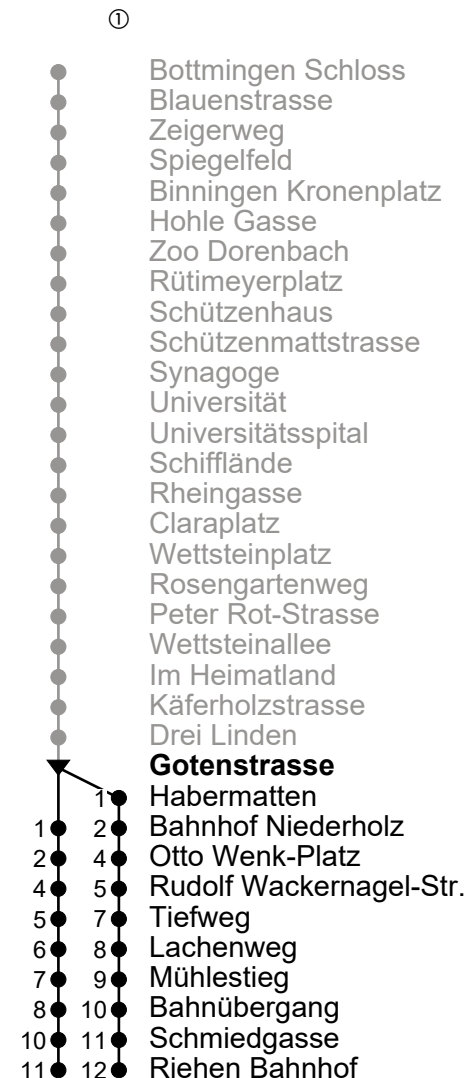 ①
Bottmingen Schloss
Blauenstrasse
Zeigerweg
Spiegelfeld
Binningen Kronenplatz
Hohle Gasse
Zoo Dorenbach
Rütimeyerplatz
Schützenhaus
Schützenmattstrasse
Synagoge
Universität
Universitätsspital
Schifflände
Rheingasse
Claraplatz
Wettsteinplatz
Rosengartenweg
Peter Rot-Strasse
Wettsteinallee
Im Heimatland
Käferholzstrasse
Drei Linden
Gotenstrasse
1 Habermatten
1 2 Bahnhof Niederholz
2 4 Otto Wenk-Platz
4 5 Rudolf Wackernagel-Str.
5 7 Tiefweg
6 8 Lachenweg
7 9 Mühlestieg
8 10 Bahnübergang
10 11 Schmiedgasse
11 12 Riehen Bahnhof